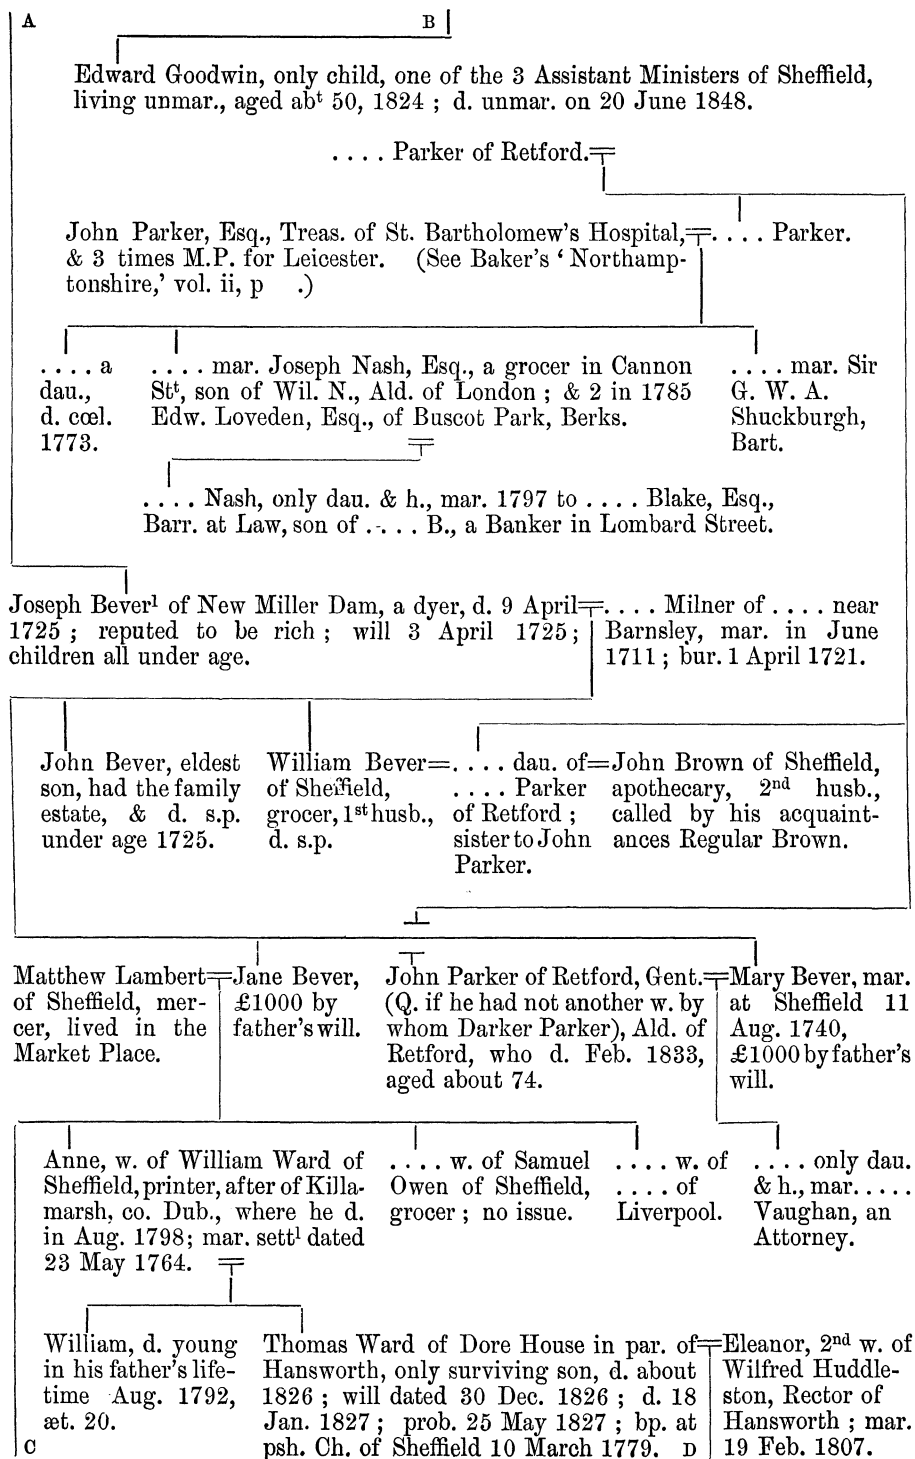 A B
Edward Goodwin, only child, one of the 3 Assistant Ministers of Sheffield,
living unmar., aged abᵗ 50, 1824 ; d. unmar. on 20 June 1848.
. . . . Parker of Retford.
John Parker, Esq., Treas. of St. Bartholomew's Hospital,
& 3 times M.P. for Leicester. (See Baker's ‘ Northamp-
tonshire,’ vol. ii, p .)
. . . . Parker.
. . . . a
dau.,
d. cœl.
1773.
. . . . mar. Joseph Nash, Esq., a grocer in Cannon
Stᵗ, son of Wil. N., Ald. of London ; & 2 in 1785
Edw. Loveden, Esq., of Buscot Park, Berks.
. . . . mar. Sir
G. W. A.
Shuckburgh,
Bart.
. . . . Nash, only dau. & h., mar. 1797 to . . . . Blake, Esq.,
Barr. at Law, son of . . . . B., a Banker in Lombard Street.
Joseph Bever¹ of New Miller Dam, a dyer, d. 9 April
1725 ; reputed to be rich ; will 3 April 1725 ;
children all under age.
. . . . Milner of . . . . near
Barnsley, mar. in June
1711 ; bur. 1 April 1721.
John Bever, eldest
son, had the family
estate, & d. s.p.
under age 1725.
William Bever=
of Sheffield,
grocer, 1ˢᵗ husb.,
d. s.p.
. . . . dau. of=
. . . . Parker
of Retford ;
sister to John
Parker.
John Brown of Sheffield,
apothecary, 2ⁿᵈ husb.,
called by his acquaint-
ances Regular Brown.
Matthew Lambert
of Sheffield, mer-
cer, lived in the
Market Place.
Jane Bever,
£1000 by
father's will.
John Parker of Retford, Gent.
(Q. if he had not another w. by
whom Darker Parker), Ald. of
Retford, who d. Feb. 1833,
aged about 74.
Mary Bever, mar.
at Sheffield 11
Aug. 1740,
£1000 by father's
will.
Anne, w. of William Ward of
Sheffield, printer, after of Killa-
marsh, co. Dub., where he d.
in Aug. 1798; mar. settˡ dated
23 May 1764.
. . . . w. of Samuel
Owen of Sheffield,
grocer ; no issue.
. . . . w. of
. . . . of
Liverpool.
. . . . only dau.
& h., mar. . . . .
Vaughan, an
Attorney.
William, d. young
in his father's life-
time Aug. 1792,
æt. 20.
Thomas Ward of Dore House in par. of
Hansworth, only surviving son, d. about
1826 ; will dated 30 Dec. 1826 ; d. 18
Jan. 1827 ; prob. 25 May 1827 ; bp. at
psh. Ch. of Sheffield 10 March 1779.
Eleanor, 2ⁿᵈ w. of
Wilfred Huddle-
ston, Rector of
Hansworth ; mar.
19 Feb. 1807.
C D